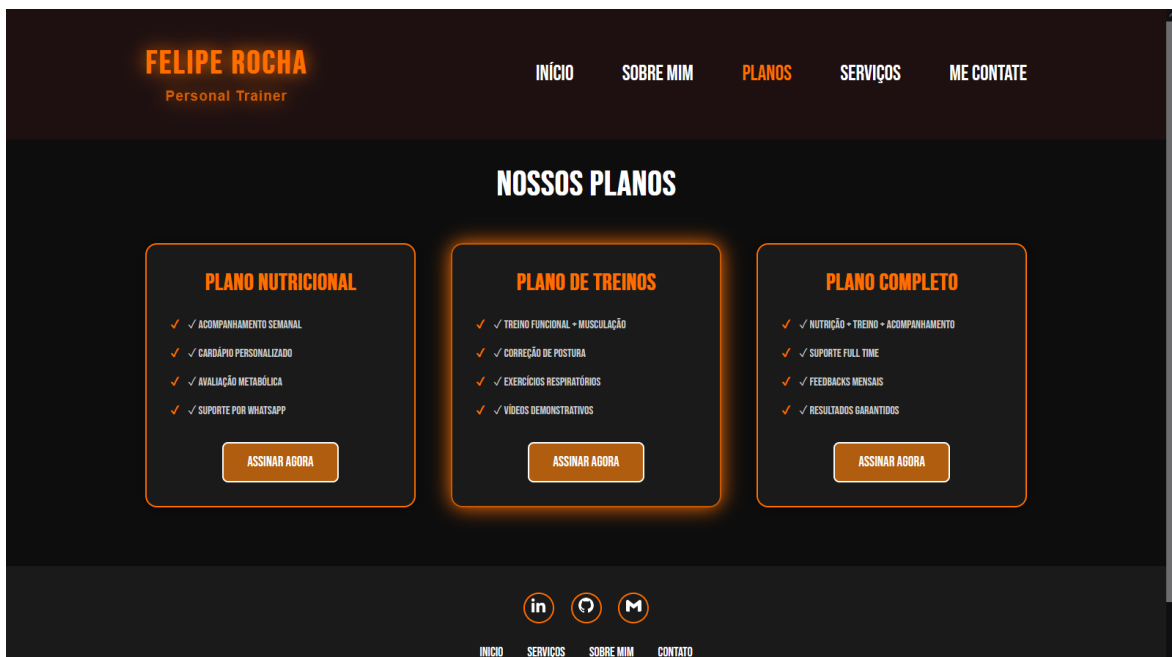 FELIPE ROCHA
Personal Trainer
INÍCIO SOBRE MIM PLANOS SERVIÇOS ME CONTATE
NOSSOS PLANOS
PLANO NUTRICIONAL
✓ ✓ ACOMPANHAMENTO SEMANAL
✓ ✓ CARDÁPIO PERSONALIZADO
✓ ✓ AVALIAÇÃO METABÓLICA
✓ ✓ SUPORTE POR WHATSAPP
ASSINAR AGORA
PLANO DE TREINOS
✓ ✓ TREINO FUNCIONAL + MUSCULAÇÃO
✓ ✓ CORREÇÃO DE POSTURA
✓ ✓ EXERCÍCIOS RESPIRATÓRIOS
✓ ✓ VÍDEOS DEMONSTRATIVOS
ASSINAR AGORA
PLANO COMPLETO
✓ ✓ NUTRIÇÃO + TREINO + ACOMPANHAMENTO
✓ ✓ SUPORTE FULL TIME
✓ ✓ FEEDBACKS MENSAIS
✓ ✓ RESULTADOS GARANTIDOS
ASSINAR AGORA
in
INICIO SERVIÇOS SOBRE MIM CONTATO